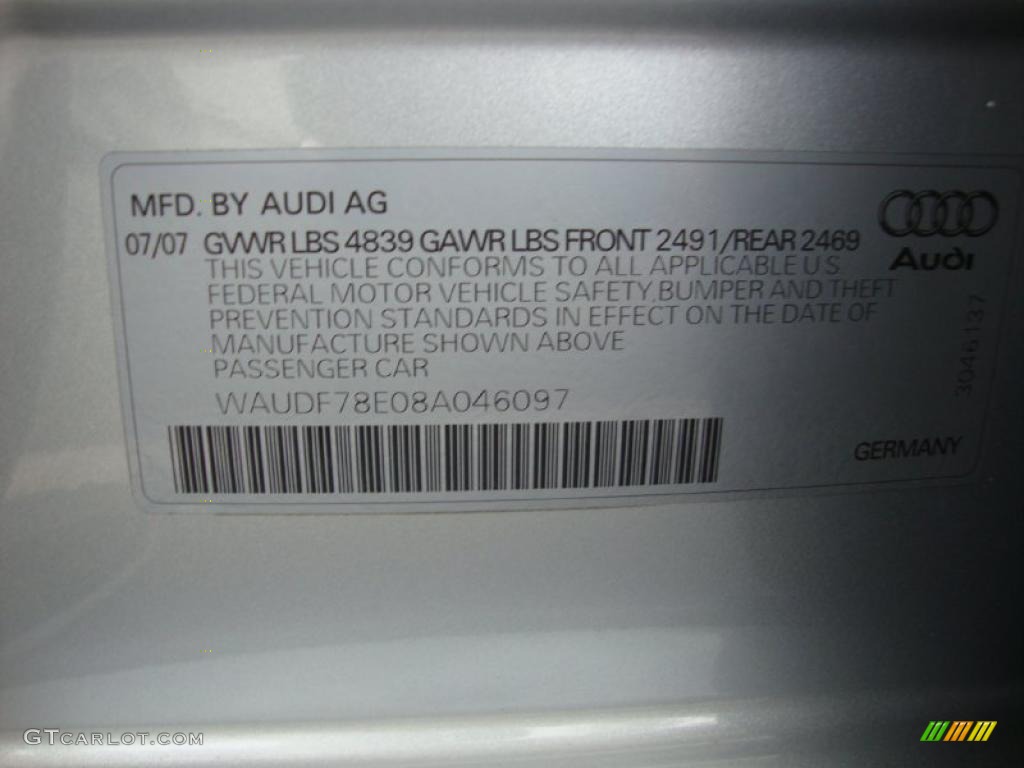 MFD. BY AUDI AG
07/07 GVWR LBS 4839 GAWR LBS FRONT 2491/REAR 2469
THIS VEHICLE CONFORMS TO ALL APPLICABLE U.S.
FEDERAL MOTOR VEHICLE SAFETY, BUMPER AND THEFT
PREVENTION STANDARDS IN EFFECT ON THE DATE OF
MANUFACTURE SHOWN ABOVE
PASSENGER CAR
WAUDF78E08A046097
Audi
3046137
GERMANY
GTCARLOT.COM